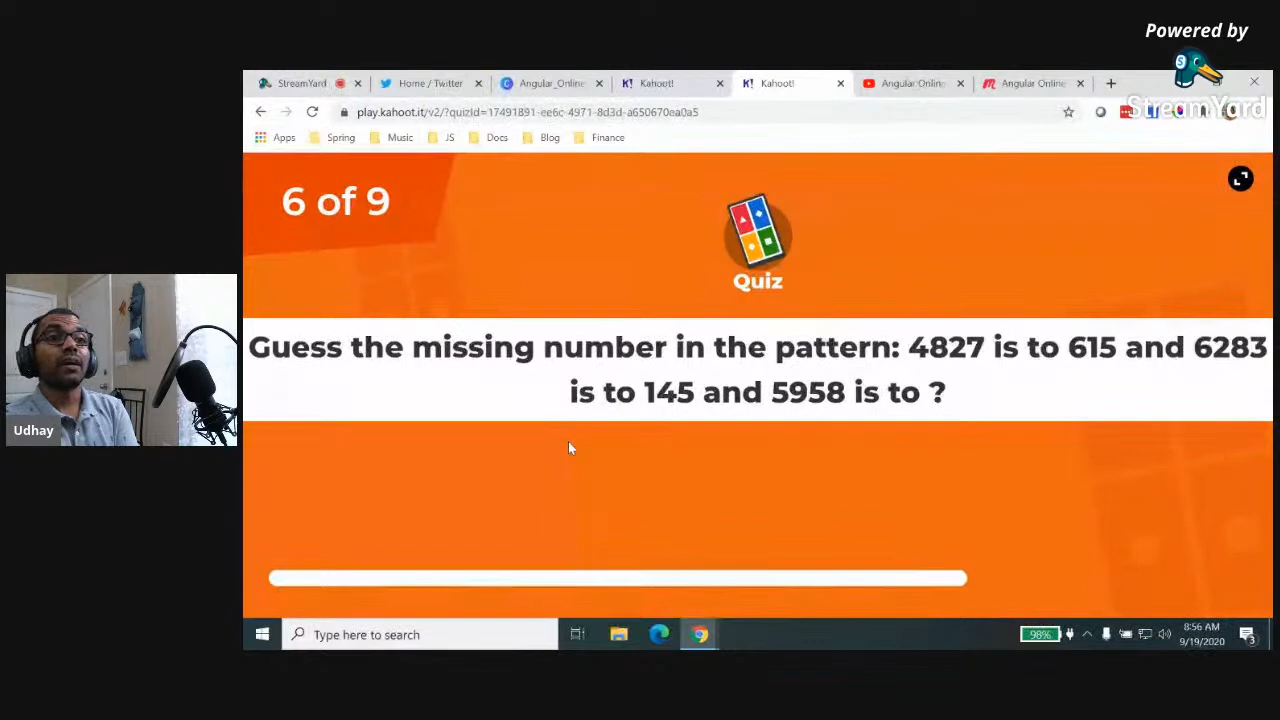 Powered by
StreamYard
StreamYard
Home / Twitter
Angular_Online
Kahoot!
Kahoot!
Angular Online
Angular Online
play.kahoot.it/v2/?quizId=17491891-ee6c-4971-8d3d-a650670ea0a5
Apps
Spring
Music
JS
Docs
Blog
Finance
6 of 9
Quiz
Guess the missing number in the pattern: 4827 is to 615 and 6283
is to 145 and 5958 is to ?
Udhay
Type here to search
98%
8:56 AM
9/19/2020
3